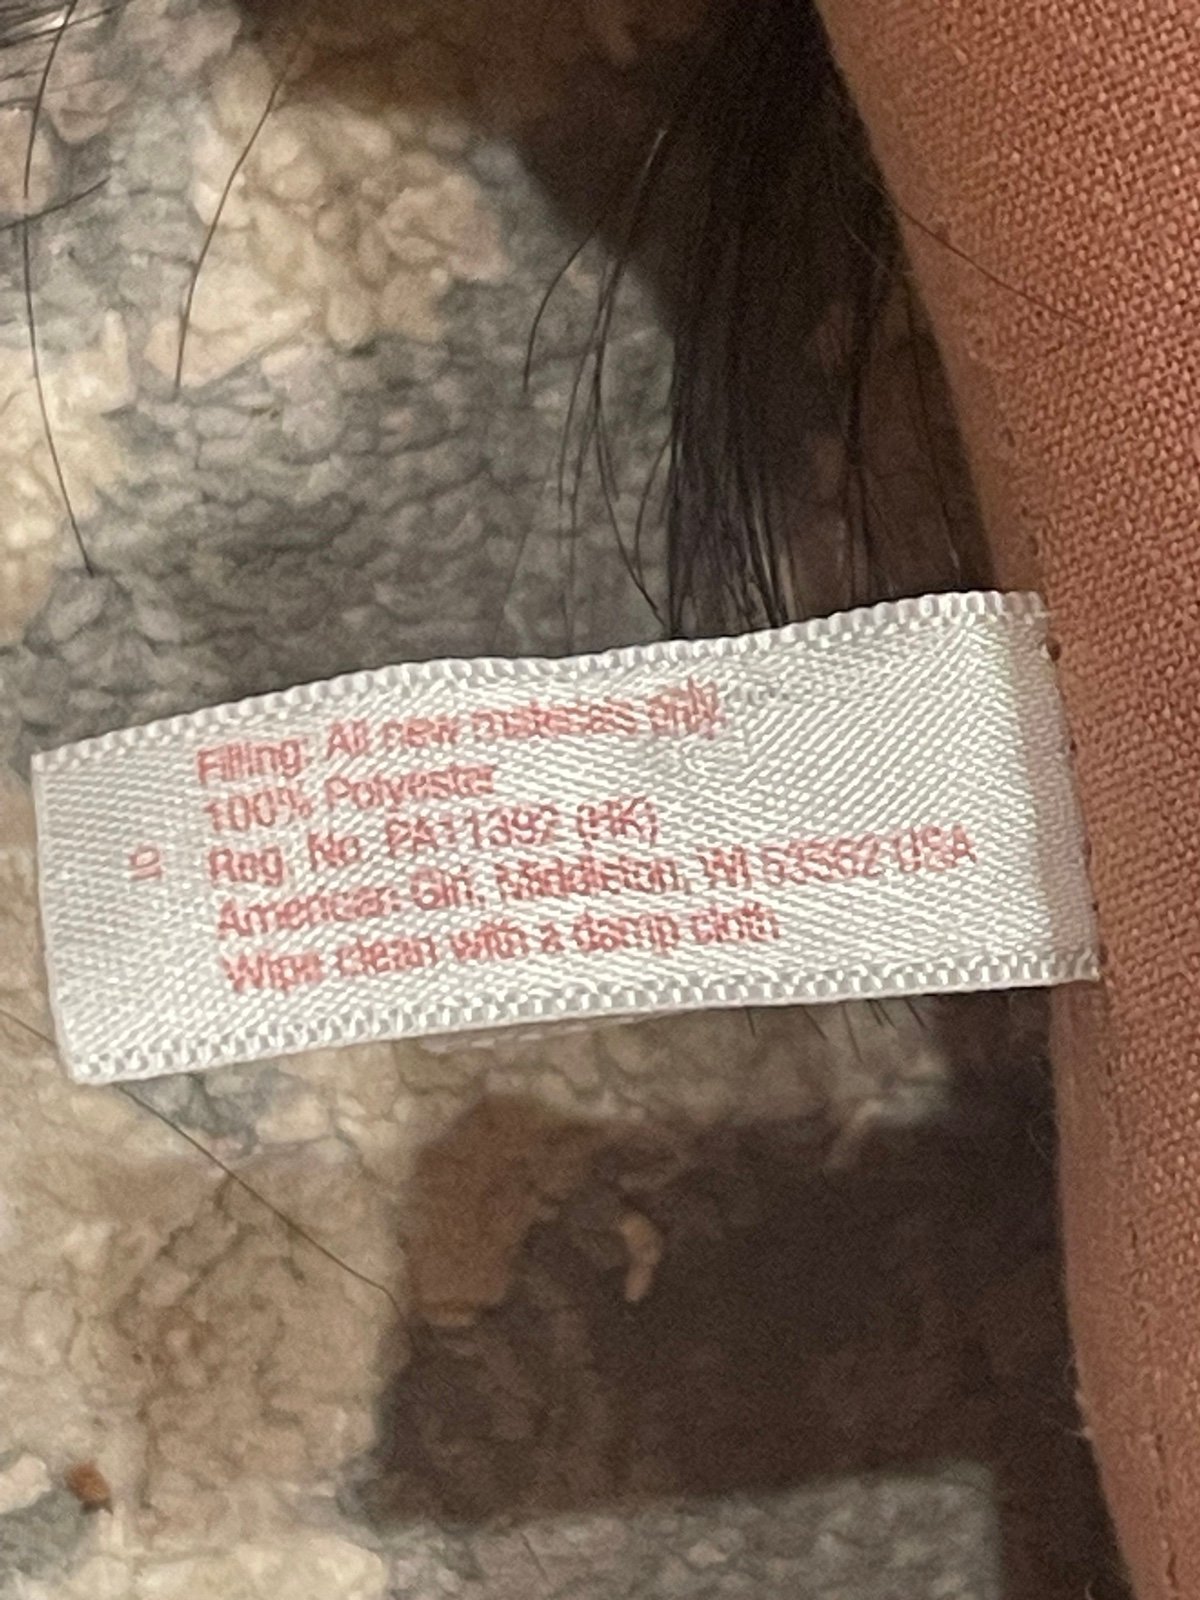 Filling: All new materials only.
100% Polyester
Reg. No. PA11392 (HK)
American Girl, Middleton, WI 53562 USA
Wipe clean with a damp cloth